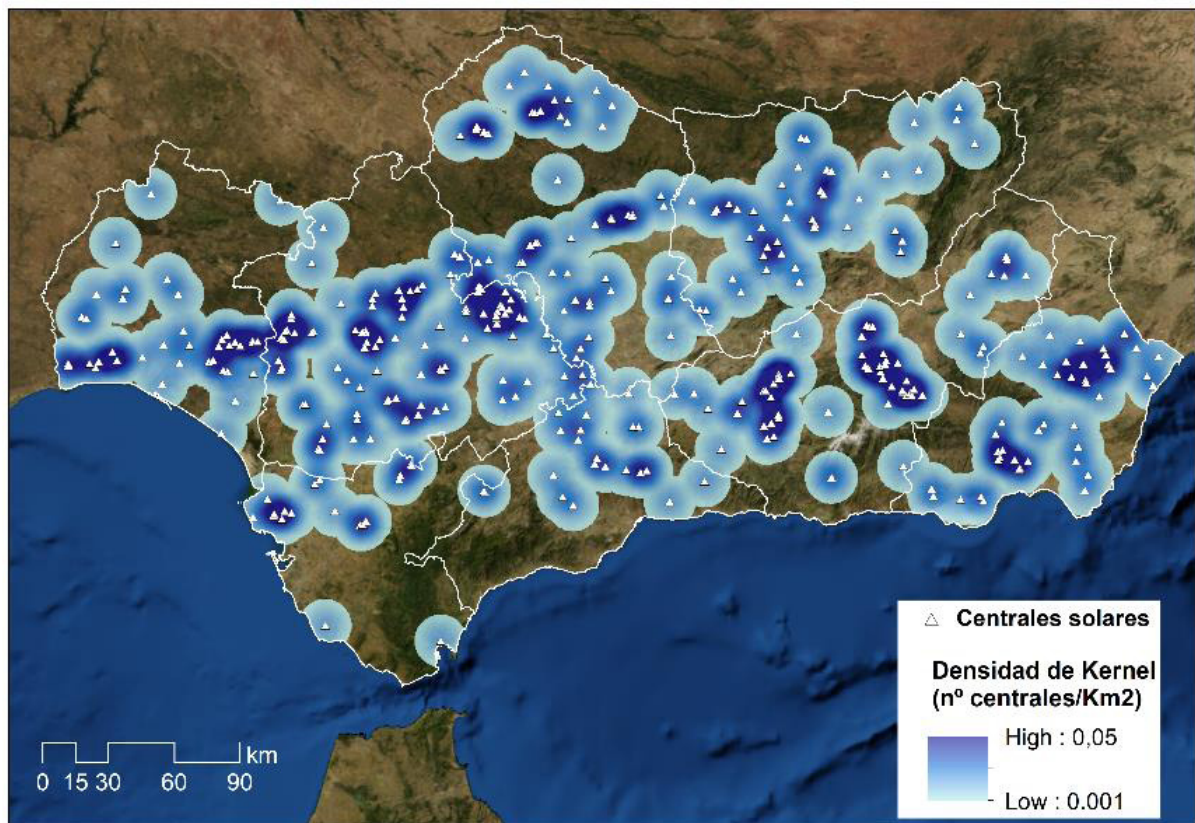 Centrales solares
Densidad de Kernel
(nº centrales/Km2)
High : 0,05
Low : 0.001
km
0 15 30 60 90